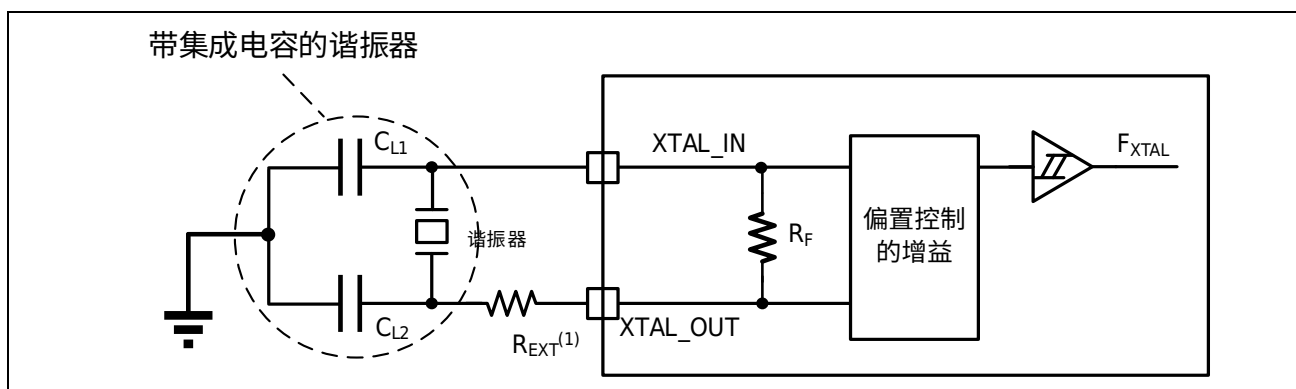 带集成电容的谐振器
CL1
XTAL_IN
FXTAL
偏置控制
的增益
谐振器
RF
CL2
REXT(1)
XTAL_OUT